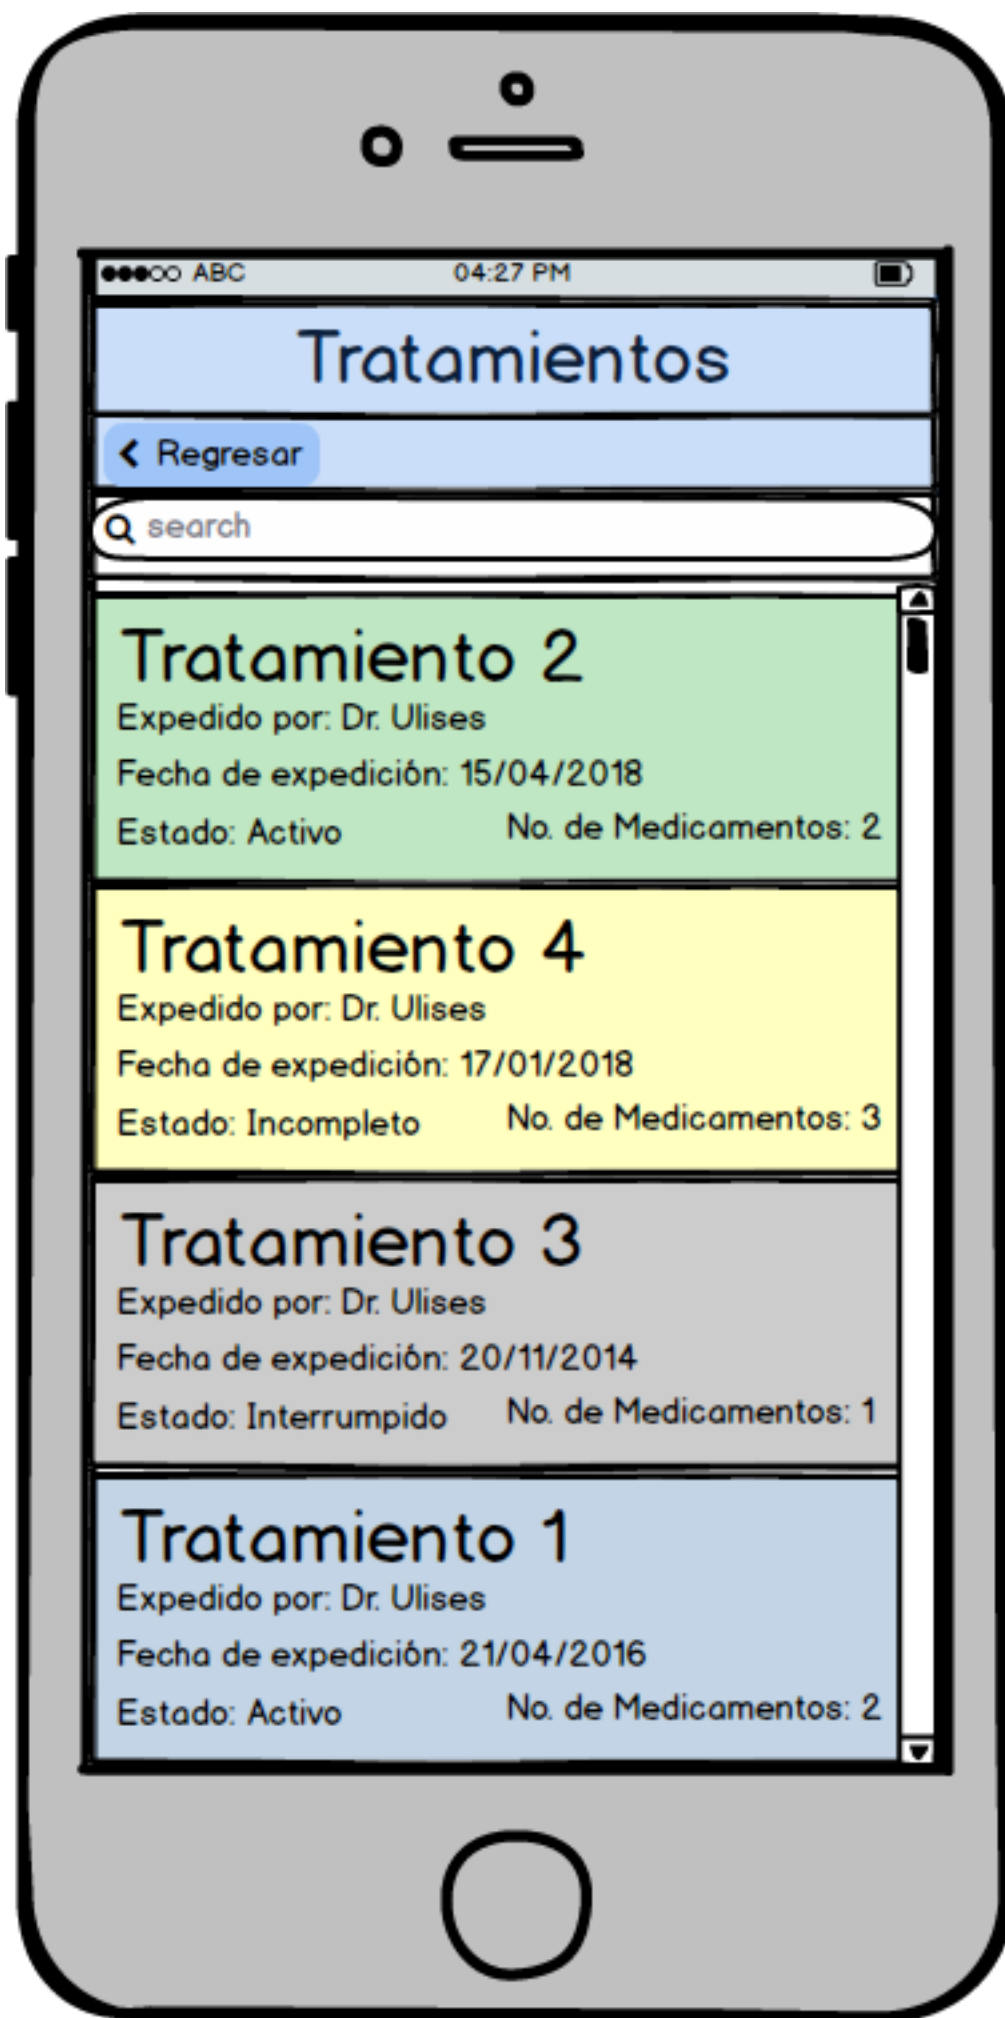 ABC 04:27 PM
Tratamientos
Regresar
search
Tratamiento 2
Expedido por: Dr. Ulises
Fecha de expedición: 15/04/2018
Estado: Activo No. de Medicamentos: 2
Tratamiento 4
Expedido por: Dr. Ulises
Fecha de expedición: 17/01/2018
Estado: Incompleto No. de Medicamentos: 3
Tratamiento 3
Expedido por: Dr. Ulises
Fecha de expedición: 20/11/2014
Estado: Interrumpido No. de Medicamentos: 1
Tratamiento 1
Expedido por: Dr. Ulises
Fecha de expedición: 21/04/2016
Estado: Activo No. de Medicamentos: 2